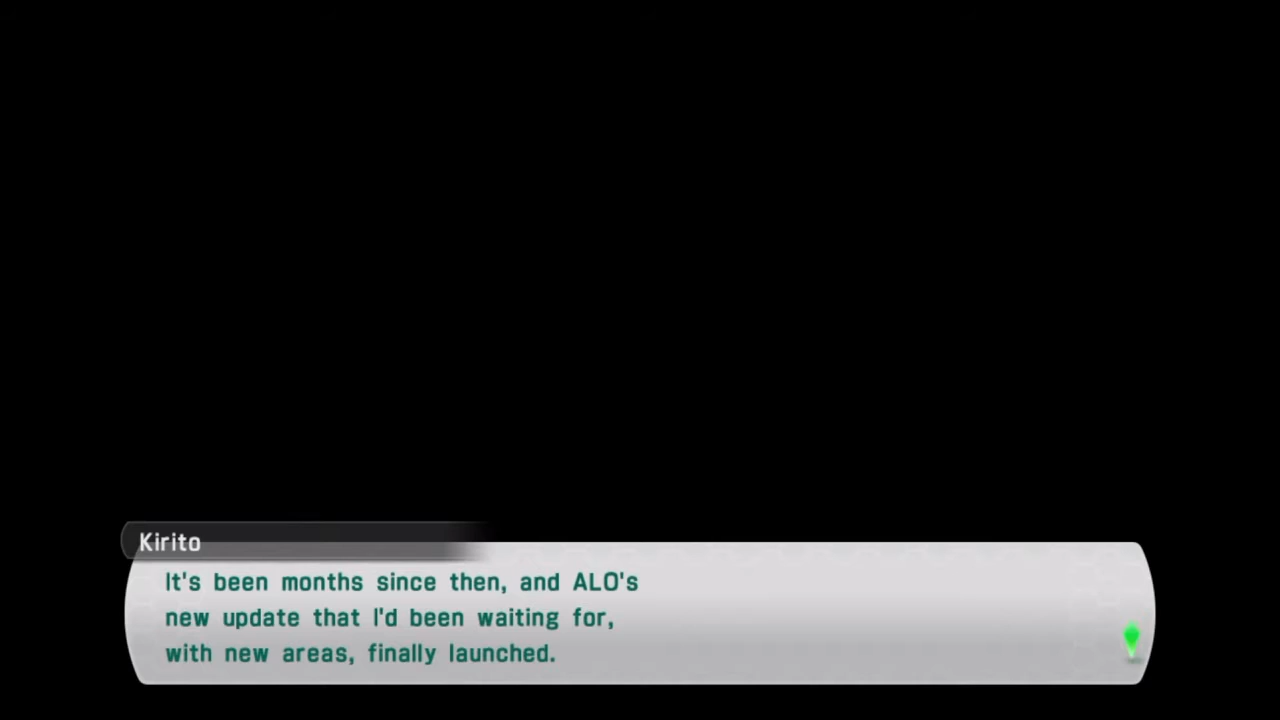 Kirito
It's been months since then, and ALO's
new update that I'd been waiting for,
with new areas, finally launched.